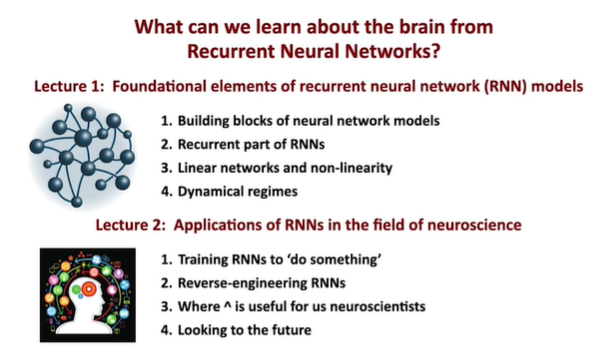 What can we learn about the brain from
Recurrent Neural Networks?
Lecture 1: Foundational elements of recurrent neural network (RNN) models
1. Building blocks of neural network models
2. Recurrent part of RNNs
3. Linear networks and non-linearity
4. Dynamical regimes
Lecture 2: Applications of RNNs in the field of neuroscience
1. Training RNNs to ‘do something’
2. Reverse-engineering RNNs
3. Where ^ is useful for us neuroscientists
4. Looking to the future